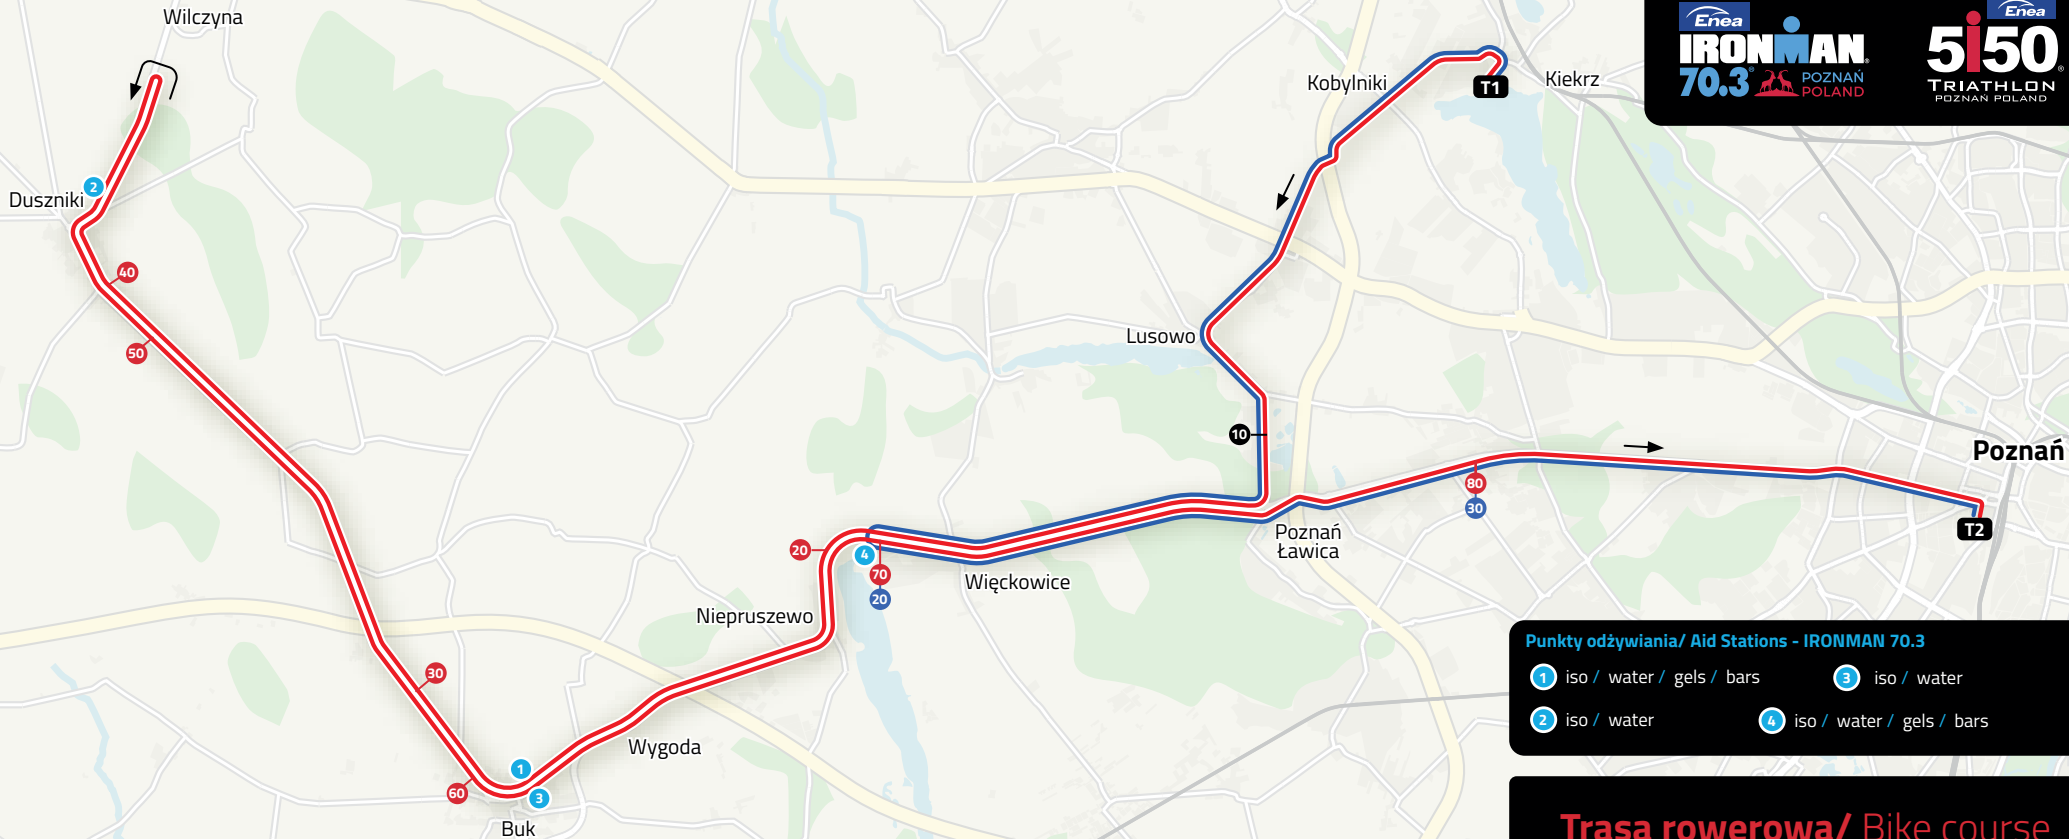 Wilczyna
Enea
IRONMAN
70.3
POZNAŃ
POLAND
Enea
5i50
TRIATHLON
POZNAŃ POLAND
Kobylniki
T1
Kiekrz
Duszniki
2
40
50
Lusowo
10
Poznań
80
30
T2
Poznań
Ławica
20
4
70
20
Więckowice
Niepruszewo
30
Wygoda
1
60
3
Buk
Punkty odżywiania/ Aid Stations - IRONMAN 70.3
1 iso / water / gels / bars
3 iso / water
2 iso / water
4 iso / water / gels / bars
Trasa rowerowa/ Bike course